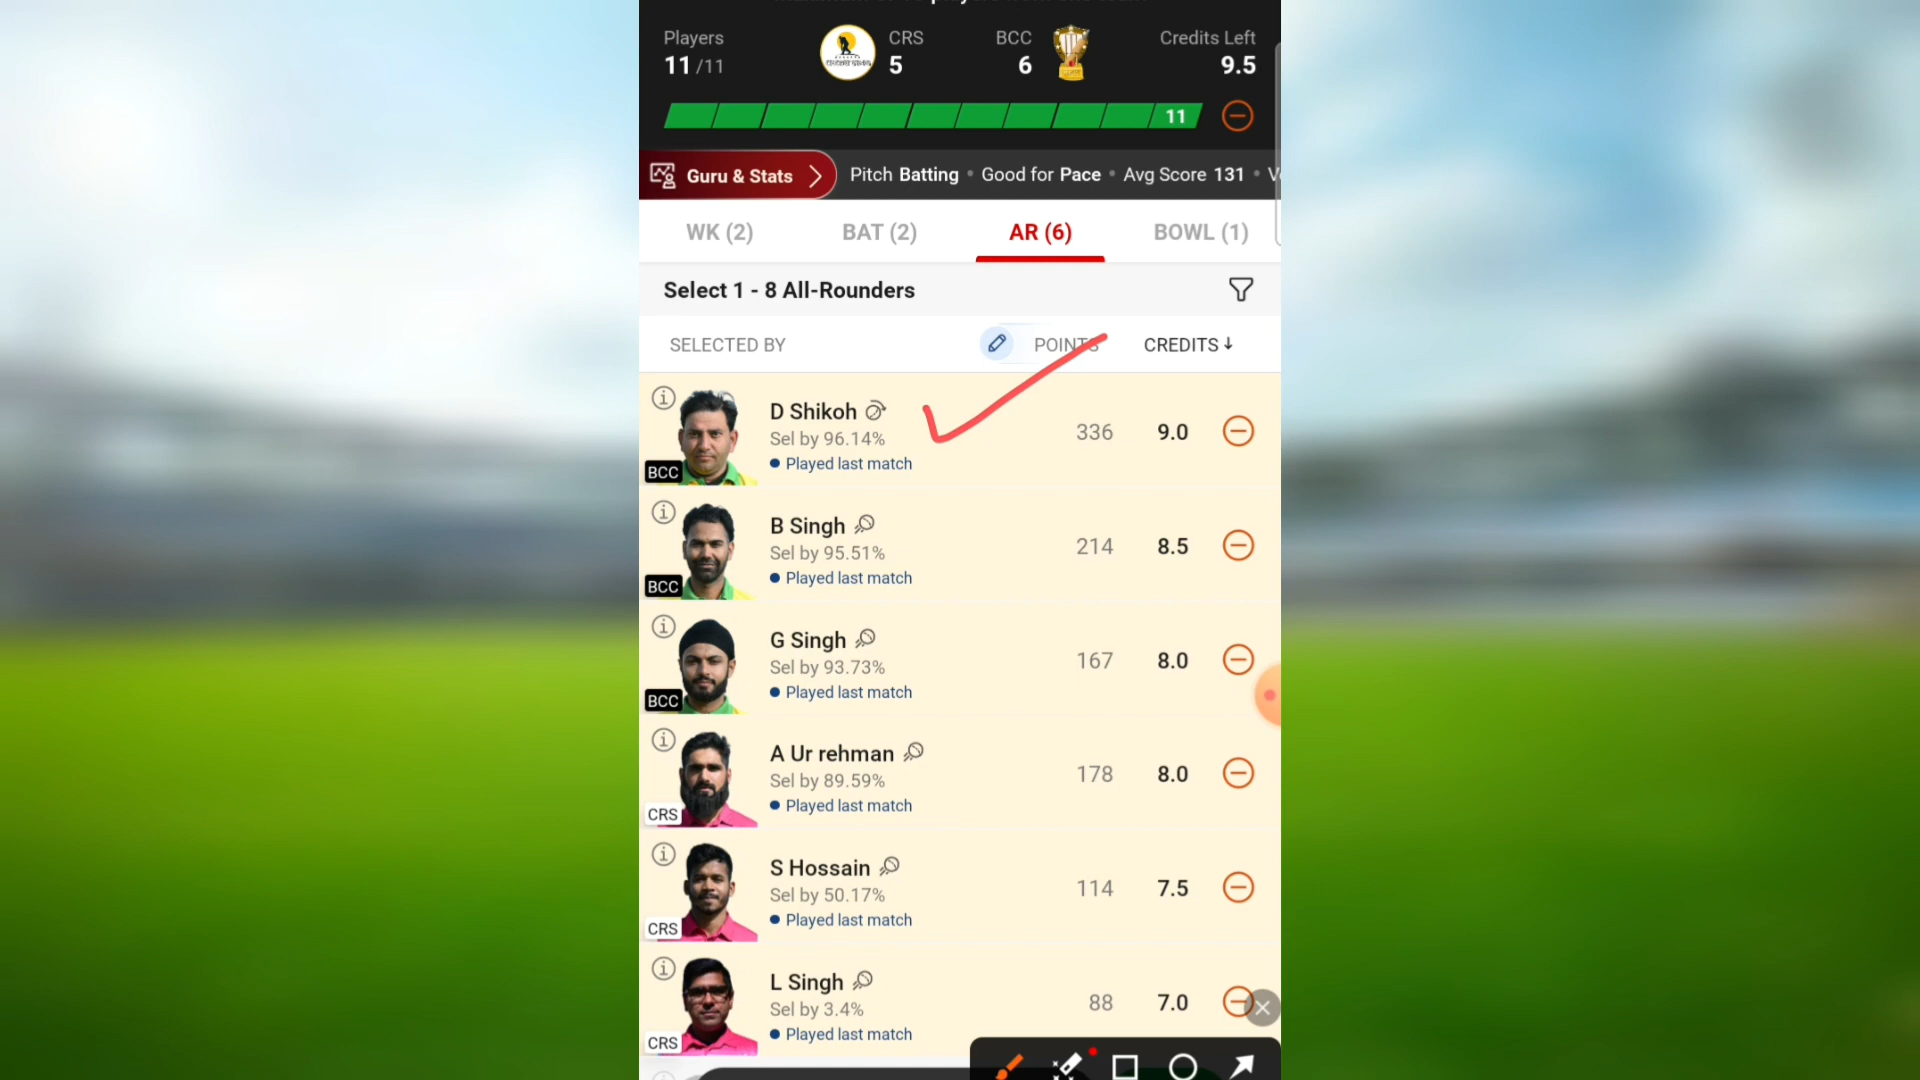 Players
11 /11
CRS
5
BCC
6
Credits Left
9.5
11
Guru & Stats
Pitch Batting • Good for Pace • Avg Score 131 •
WK (2)
BAT (2)
AR (6)
BOWL (1)
Select 1 - 8 All-Rounders
SELECTED BY
POINTS
CREDITS↓
D Shikoh
Sel by 96.14%
Played last match
BCC
336
9.0
B Singh
Sel by 95.51%
Played last match
BCC
214
8.5
G Singh
Sel by 93.73%
Played last match
BCC
167
8.0
A Ur rehman
Sel by 89.59%
Played last match
CRS
178
8.0
S Hossain
Sel by 50.17%
Played last match
CRS
114
7.5
L Singh
Sel by 3.4%
Played last match
CRS
88
7.0